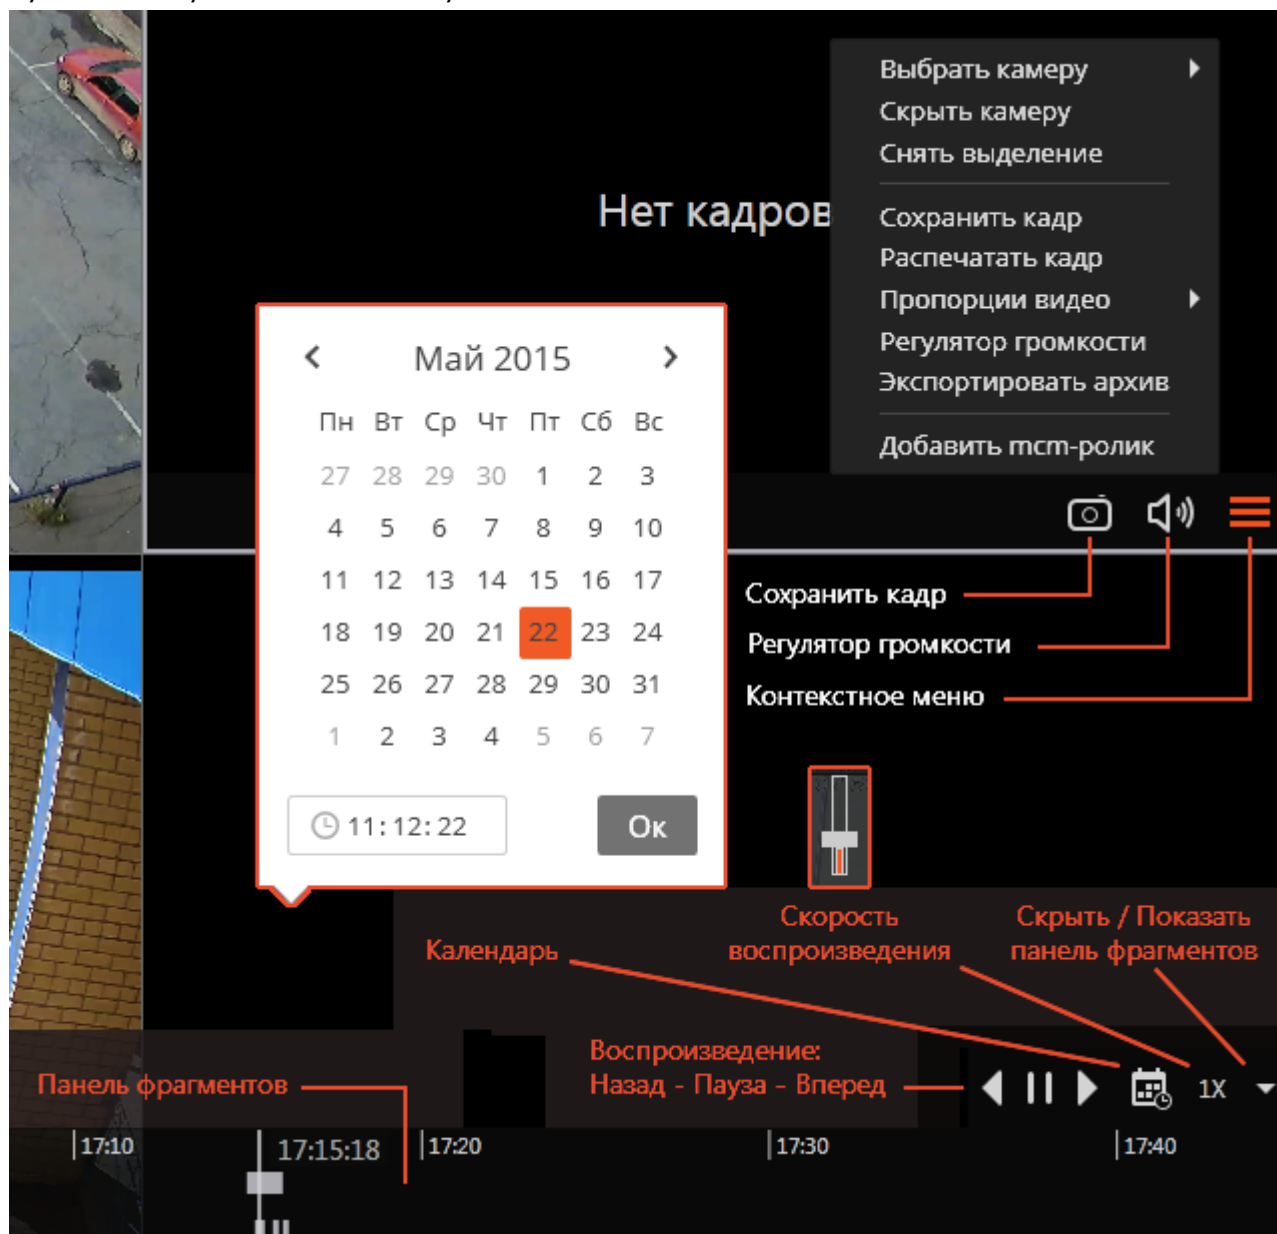 Выбрать камеру
Скрыть камеру
Снять выделение
Нет кадров
Сохранить кадр
Распечатать кадр
Пропорции видео
Регулятор громкости
Экспортировать архив
Добавить mcm-ролик
Май 2015
Пн Вт Ср Чт Пт Сб Вс
27 28 29 30 1 2 3
4 5 6 7 8 9 10
11 12 13 14 15 16 17
18 19 20 21 22 23 24
25 26 27 28 29 30 31
1 2 3 4 5 6 7
11:12:22 Ок
Сохранить кадр
Регулятор громкости
Контекстное меню
Календарь
Скорость
воспроизведения
Скрыть / Показать
панель фрагментов
Воспроизведение:
Назад - Пауза - Вперед
Панель фрагментов
1X
17:10 17:15:18 17:20 17:30 17:40